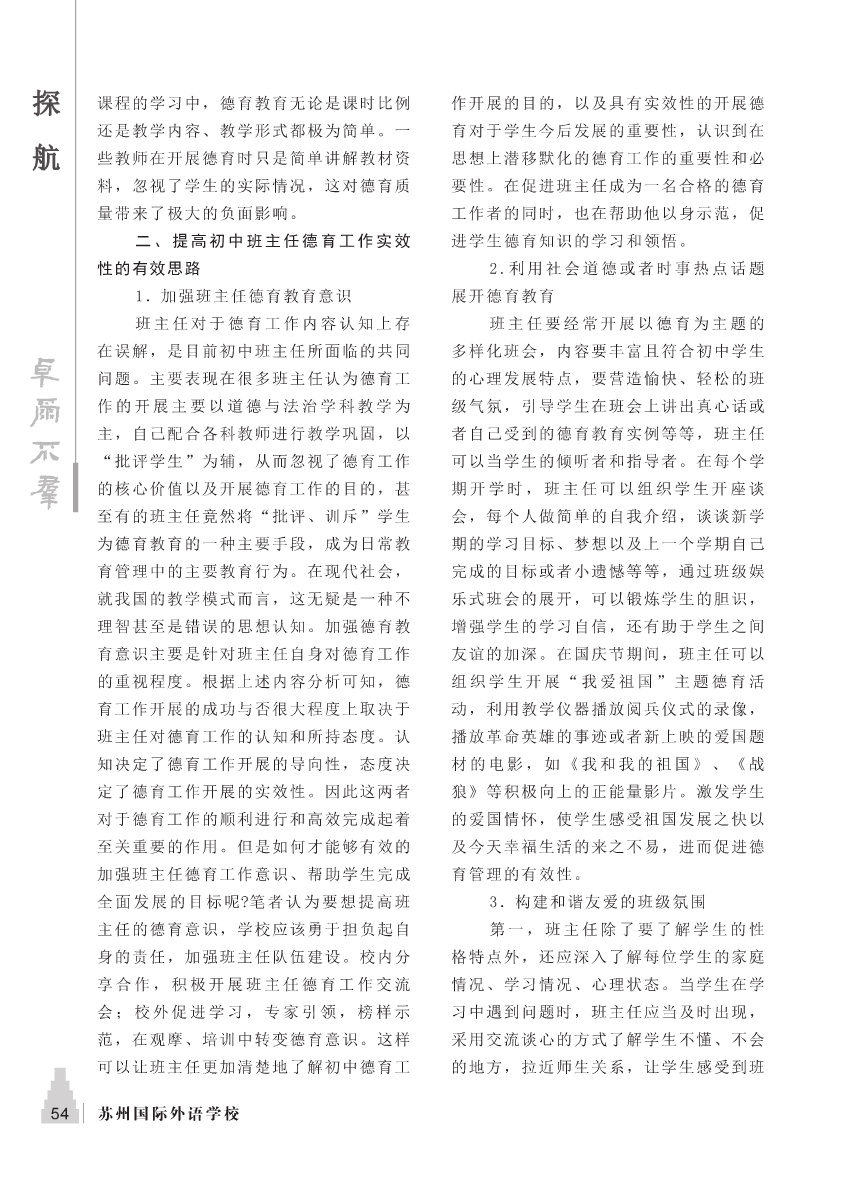 探
航
卓
尔
不
群
课程的学习中，德育教育无论是课时比例
还是教学内容、教学形式都极为简单。一
些教师在开展德育时只是简单讲解教材资
料，忽视了学生的实际情况，这对德育质
量带来了极大的负面影响。
二、提高初中班主任德育工作实效
性的有效思路
1．加强班主任德育教育意识
班主任对于德育工作内容认知上存
在误解，是目前初中班主任所面临的共同
问题。主要表现在很多班主任认为德育工
作的开展主要以道德与法治学科教学为
主，自己配合各科教师进行教学巩固，以
“批评学生”为辅，从而忽视了德育工作
的核心价值以及开展德育工作的目的，甚
至有的班主任竟然将“批评、训斥”学生
为德育教育的一种主要手段，成为日常教
育管理中的主要教育行为。在现代社会，
就我国的教学模式而言，这无疑是一种不
理智甚至是错误的思想认知。加强德育教
育意识主要是针对班主任自身对德育工作
的重视程度。根据上述内容分析可知，德
育工作开展的成功与否很大程度上取决于
班主任对德育工作的认知和所持态度。认
知决定了德育工作开展的导向性，态度决
定了德育工作开展的实效性。因此这两者
对于德育工作的顺利进行和高效完成起着
至关重要的作用。但是如何才能够有效的
加强班主任德育工作意识、帮助学生完成
全面发展的目标呢?笔者认为要想提高班
主任的德育意识，学校应该勇于担负起自
身的责任，加强班主任队伍建设。校内分
享合作，积极开展班主任德育工作交流
会；校外促进学习，专家引领，榜样示
范，在观摩、培训中转变德育意识。这样
可以让班主任更加清楚地了解初中德育工
作开展的目的，以及具有实效性的开展德
育对于学生今后发展的重要性，认识到在
思想上潜移默化的德育工作的重要性和必
要性。在促进班主任成为一名合格的德育
工作者的同时，也在帮助他以身示范，促
进学生德育知识的学习和领悟。
2.利用社会道德或者时事热点话题
展开德育教育
班主任要经常开展以德育为主题的
多样化班会，内容要丰富且符合初中学生
的心理发展特点，要营造愉快、轻松的班
级气氛，引导学生在班会上讲出真心话或
者自己受到的德育教育实例等等，班主任
可以当学生的倾听者和指导者。在每个学
期开学时，班主任可以组织学生开座谈
会，每个人做简单的自我介绍，谈谈新学
期的学习目标、梦想以及上一个学期自己
完成的目标或者小遗憾等等，通过班级娱
乐式班会的展开，可以锻炼学生的胆识，
增强学生的学习自信，还有助于学生之间
友谊的加深。在国庆节期间，班主任可以
组织学生开展“我爱祖国”主题德育活
动，利用教学仪器播放阅兵仪式的录像，
播放革命英雄的事迹或者新上映的爱国题
材的电影，如《我和我的祖国》、《战
狼》等积极向上的正能量影片。激发学生
的爱国情怀，使学生感受祖国发展之快以
及今天幸福生活的来之不易，进而促进德
育管理的有效性。
3．构建和谐友爱的班级氛围
第一，班主任除了要了解学生的性
格特点外，还应深入了解每位学生的家庭
情况、学习情况、心理状态。当学生在学
习中遇到问题时，班主任应当及时出现，
采用交流谈心的方式了解学生不懂、不会
的地方，拉近师生关系，让学生感受到班
54 苏州国际外语学校